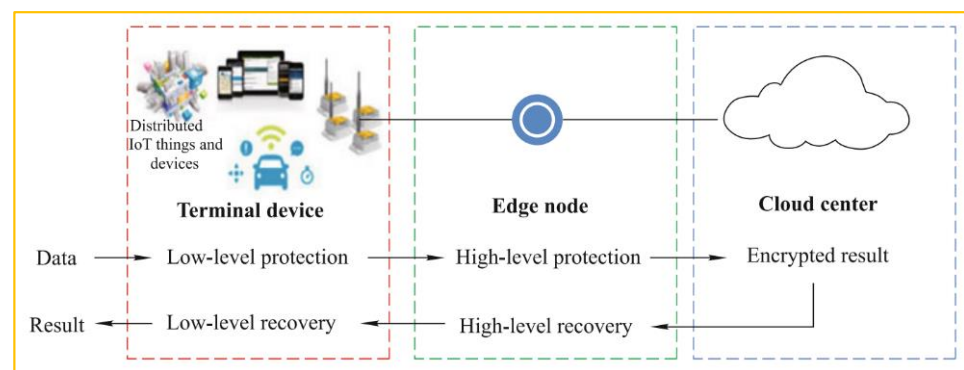 Distributed
IoT things and
devices
Terminal device
Edge node
Cloud center
Data
Low-level protection
High-level protection
Encrypted result
Result
Low-level recovery
High-level recovery